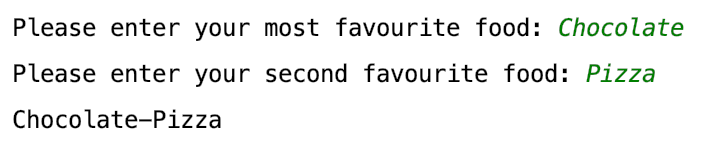 Please enter your most favourite food: Chocolate
Please enter your second favourite food: Pizza
Chocolate-Pizza